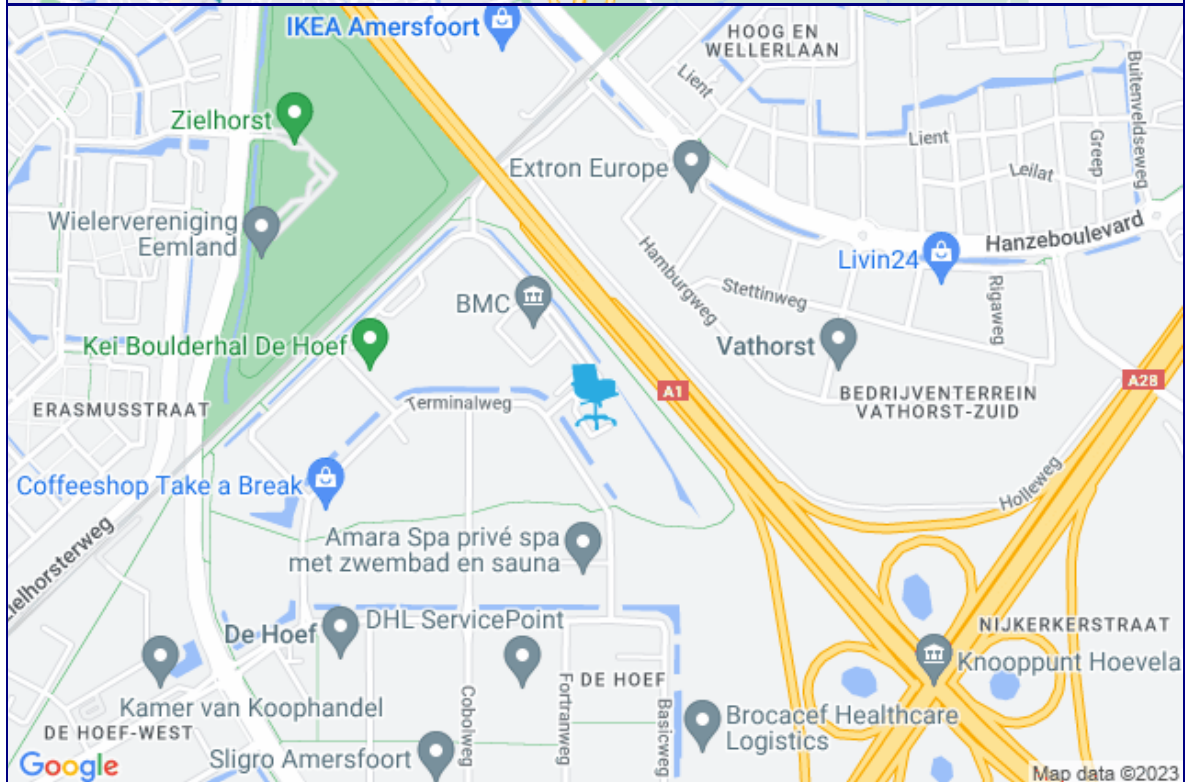 IKEA Amersfoort
HOOG EN
WELLERLAAN
Buitenveldseweg
Lient
Zielhorst
Lient
Greep
Extron Europe
Leilat
Wielervereniging
Eemland
Hanzeboulevard
Livin24
Hamburgweg
Stettinweg
Rigaweg
BMC
Kei Boulderhal De Hoef
Vathorst
A1
A28
ERASMUSSTRAAT
Terminalweg
BEDRIJVENTERREIN
VATHORST-ZUID
Coffeeshop Take a Break
Holleweg
Amara Spa privé spa
met zwembad en sauna
ielhorsterweg
De Hoef
DHL ServicePoint
NIJKERKERSTRAAT
Knooppunt Hoevela
DE HOEF
Kamer van Koophandel
Cobolweg
Fortranweg
Basicweg
DE HOEF-WEST
Brocacef Healthcare
Logistics
Sligro Amersfoort
Google
Map data ©2023